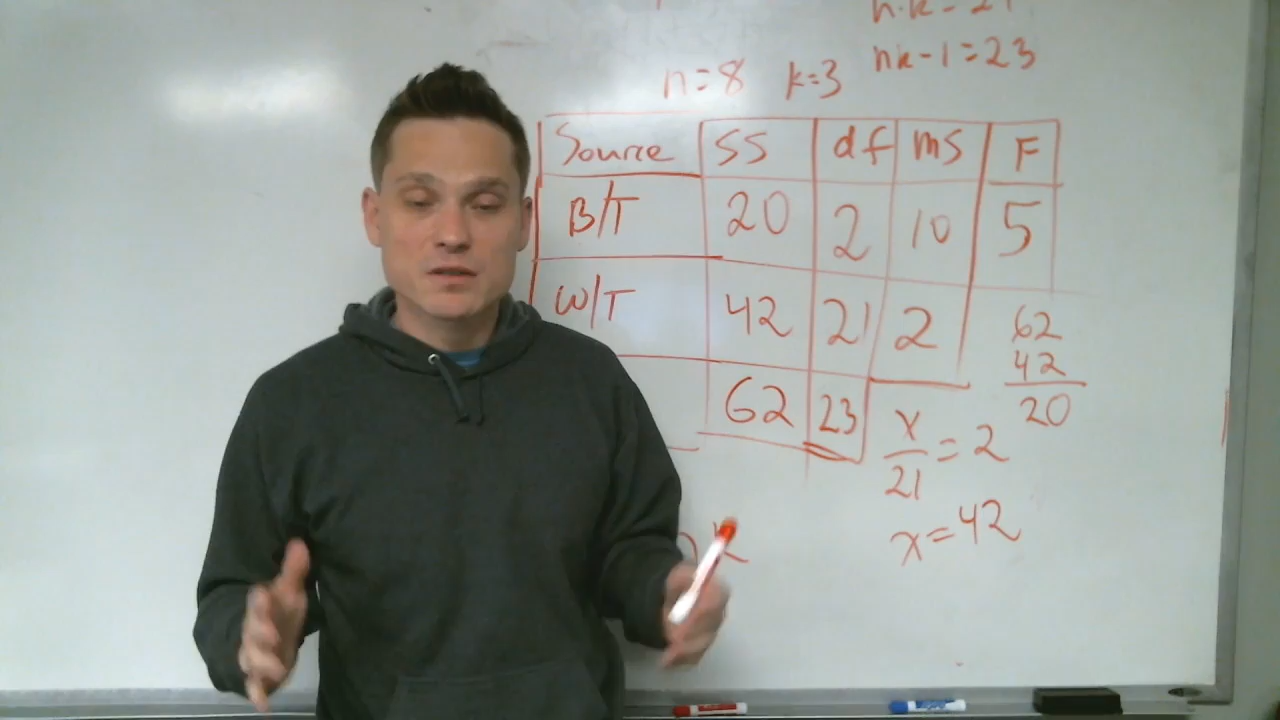 nk-1=23
n=8 k=3
Source SS df MS F
B/T 20 2 10 5
W/T 42 21 2
62 23
62
42
20
x/21 = 2
x=42